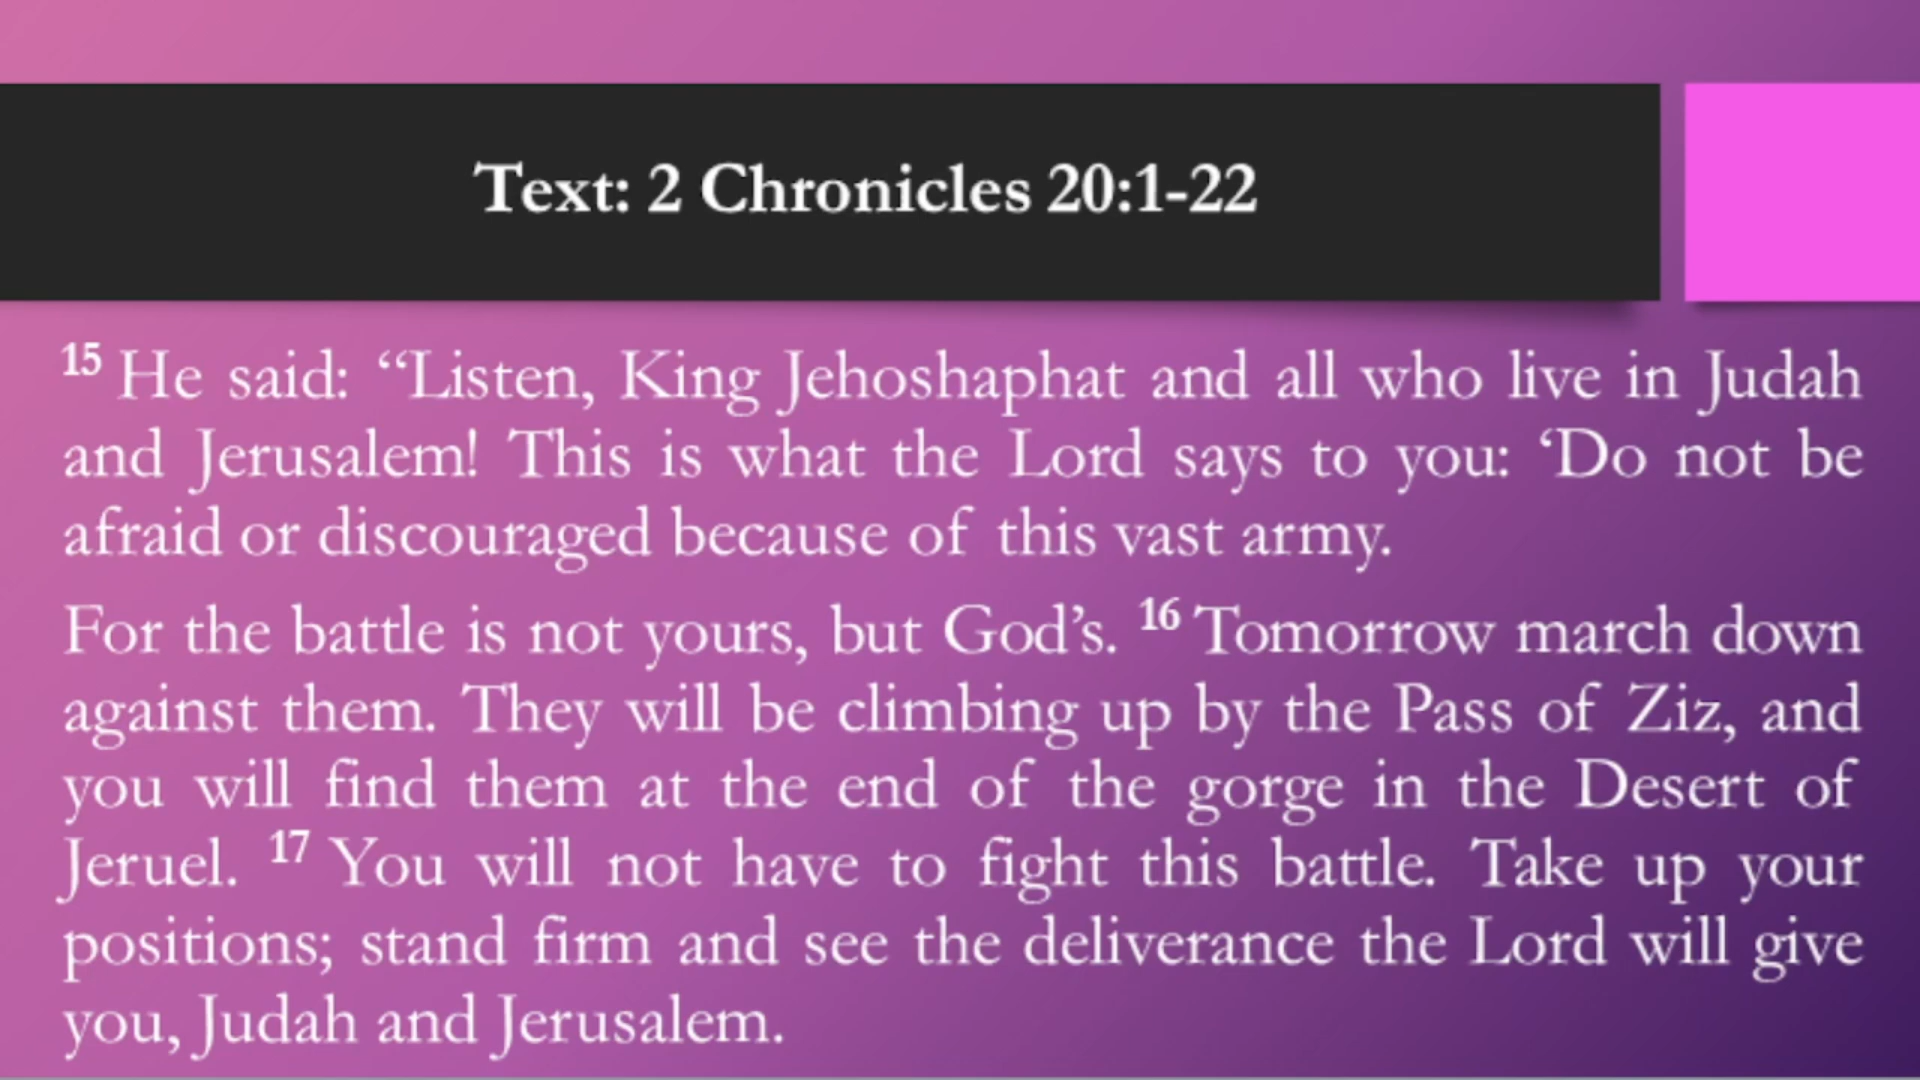 Text: 2 Chronicles 20:1-22
15 He said: “Listen, King Jehoshaphat and all who live in Judah
and Jerusalem! This is what the Lord says to you: ‘Do not be
afraid or discouraged because of this vast army.
For the battle is not yours, but God’s. 16 Tomorrow march down
against them. They will be climbing up by the Pass of Ziz, and
you will find them at the end of the gorge in the Desert of
Jeruel. 17 You will not have to fight this battle. Take up your
positions; stand firm and see the deliverance the Lord will give
you, Judah and Jerusalem.